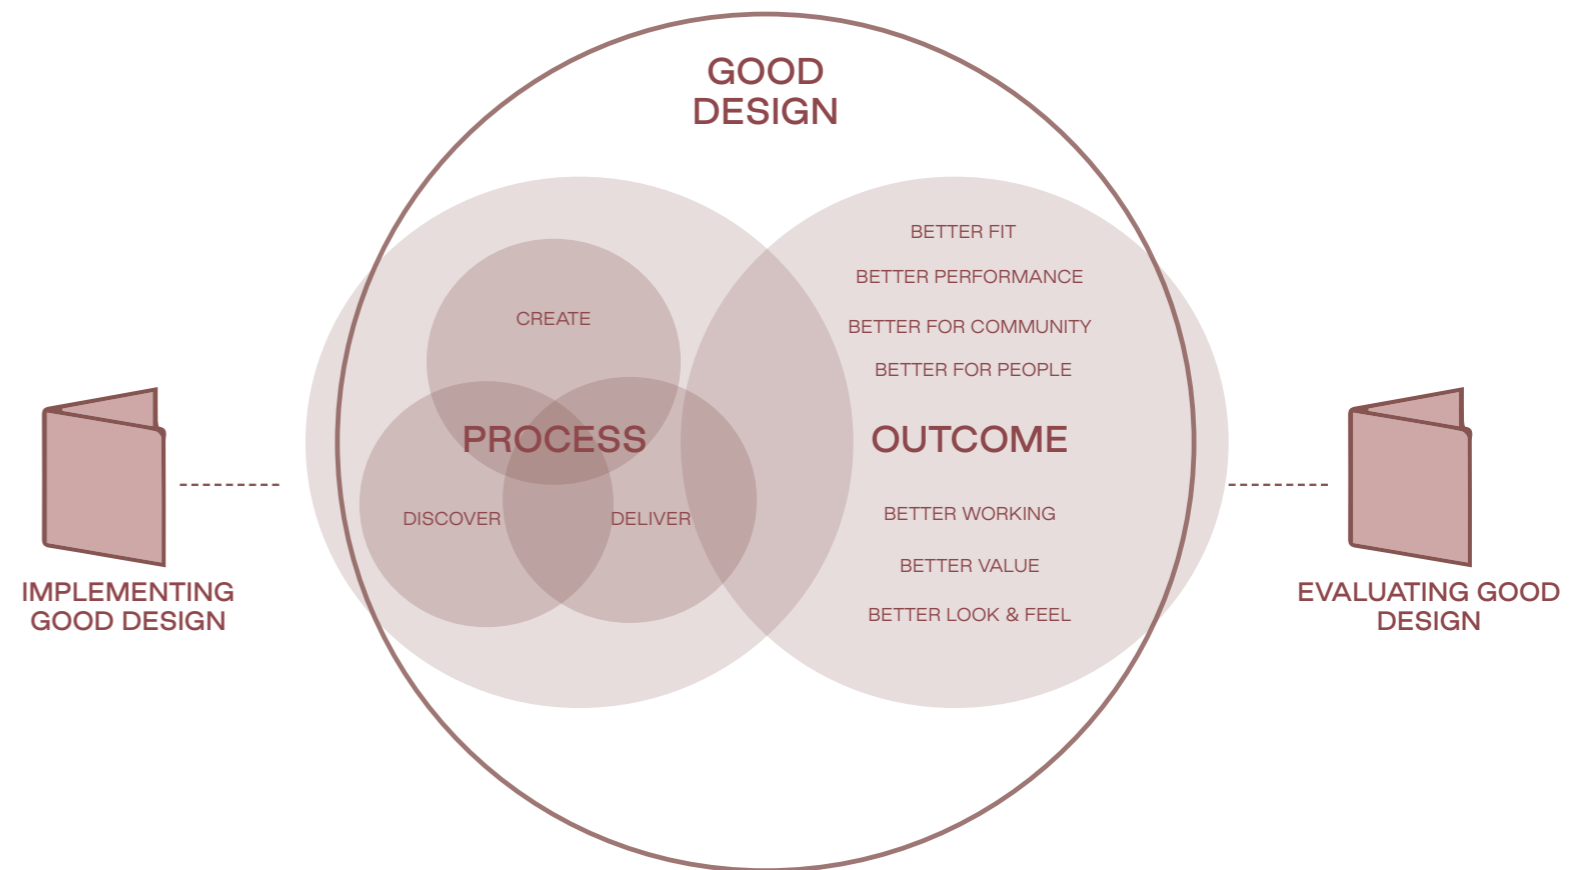 GOOD
DESIGN
BETTER FIT
BETTER PERFORMANCE
CREATE
BETTER FOR COMMUNITY
BETTER FOR PEOPLE
PROCESS
OUTCOME
DISCOVER
DELIVER
BETTER WORKING
BETTER VALUE
BETTER LOOK & FEEL
IMPLEMENTING
GOOD DESIGN
EVALUATING GOOD
DESIGN